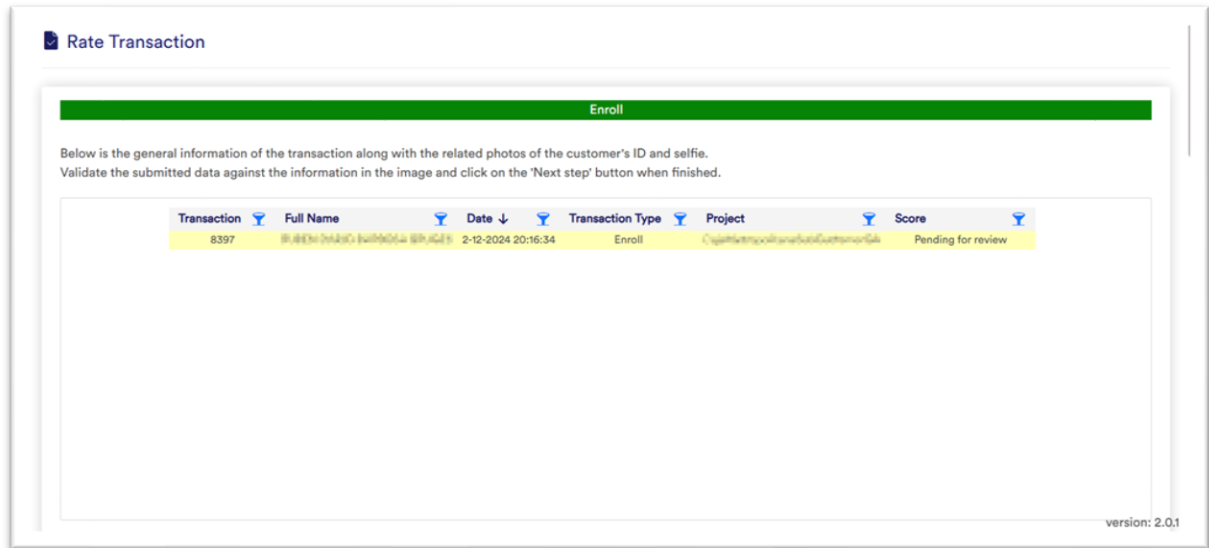 Rate Transaction
Enroll
Below is the general information of the transaction along with the related photos of the customer's ID and selfie.
Validate the submitted data against the information in the image and click on the 'Next step' button when finished.
Transaction Full Name Date ↓ Transaction Type Project Score
8397 2-12-2024 20:16:34 Enroll Pending for review
version: 2.0.1